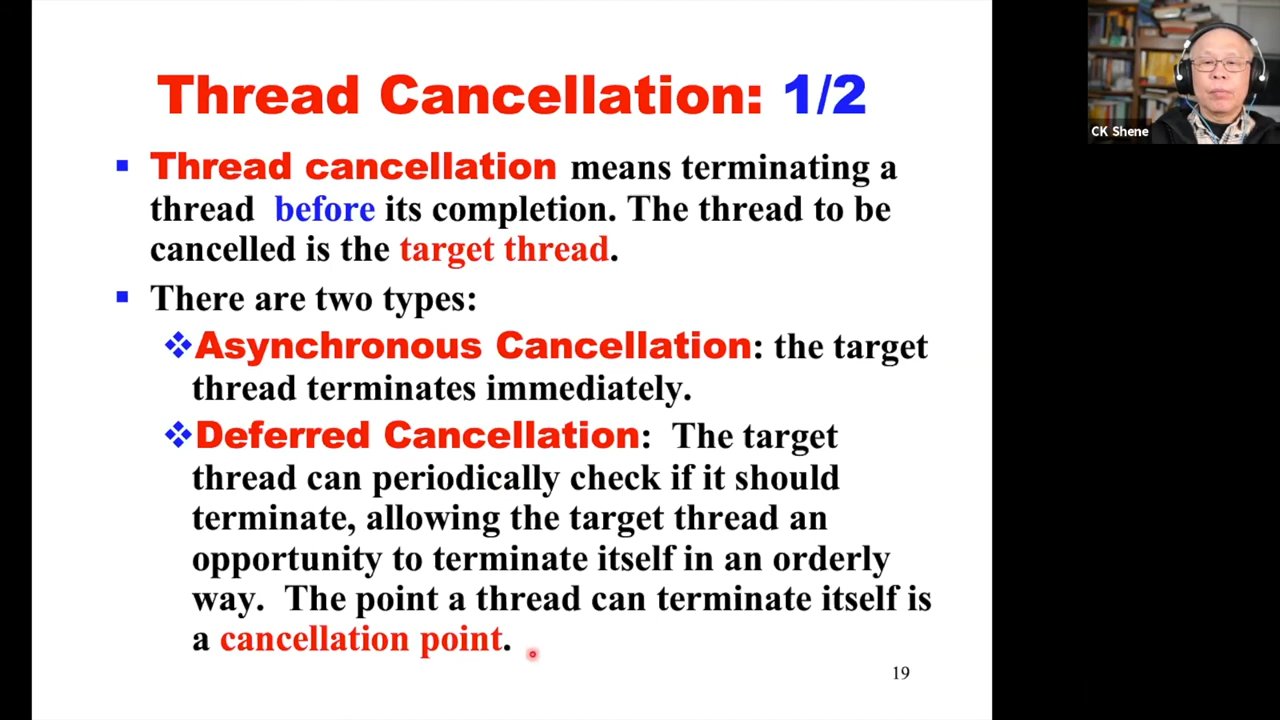 Thread Cancellation: 1/2
Thread cancellation means terminating a
thread before its completion. The thread to be
cancelled is the target thread.
There are two types:
Asynchronous Cancellation: the target
thread terminates immediately.
Deferred Cancellation: The target
thread can periodically check if it should
terminate, allowing the target thread an
opportunity to terminate itself in an orderly
way. The point a thread can terminate itself is
a cancellation point.
19
CK Shene